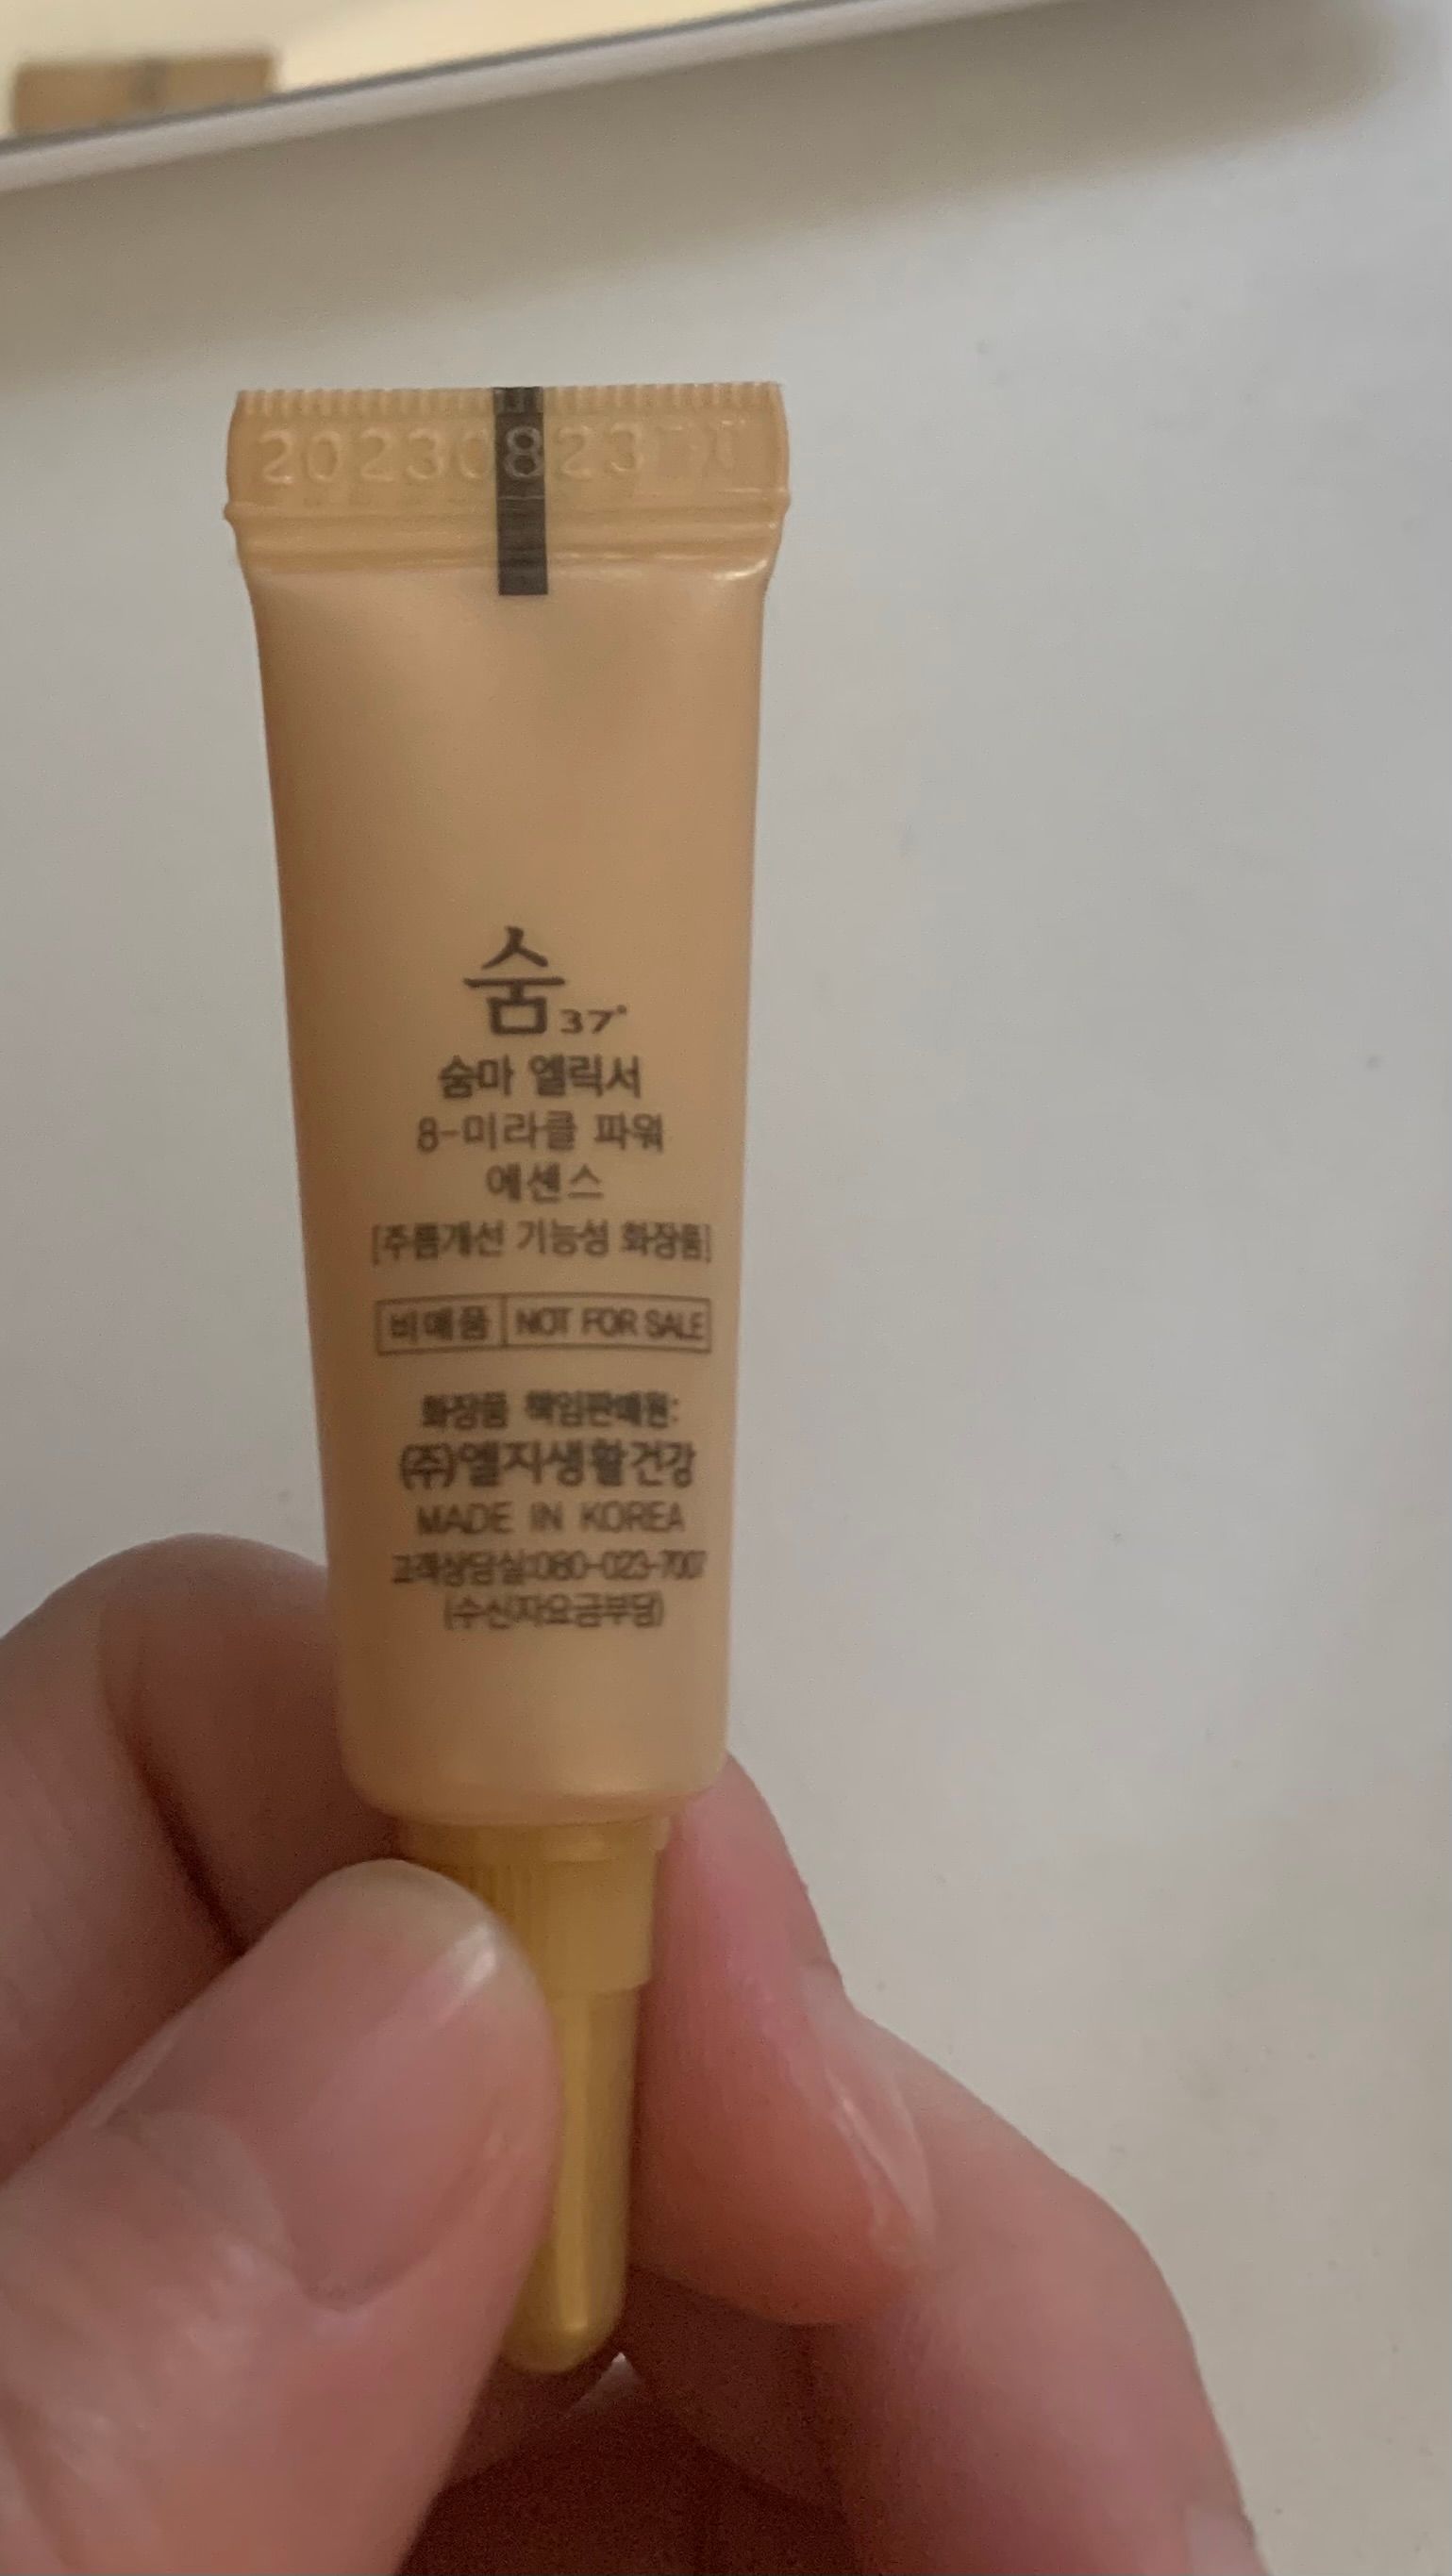 20230823
숨37°
숨마 엘릭서
8-미라클 파워
에센스
[주름개선 기능성 화장품]
비매품 NOT FOR SALE
화장품 책임판매원:
(주)엘지생활건강
MADE IN KOREA
고객상담실:080-023-7007
(수신자요금부담)